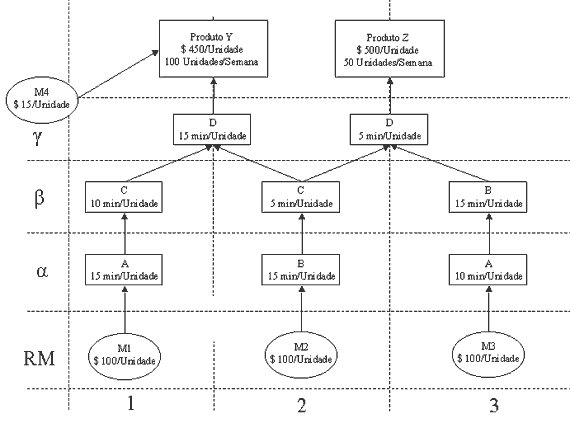 Produto Y
$ 450/Unidade
100 Unidades/Semana
Produto Z
$ 500/Unidade
50 Unidades/Semana
M4
$ 15/Unidade
γ
D
15 min/Unidade
D
5 min/Unidade
β
C
10 min/Unidade
C
5 min/Unidade
B
15 min/Unidade
α
A
15 min/Unidade
B
15 min/Unidade
A
10 min/Unidade
RM
M1
$ 100/Unidade
M2
$ 100/Unidade
M3
$ 100/Unidade
1
2
3